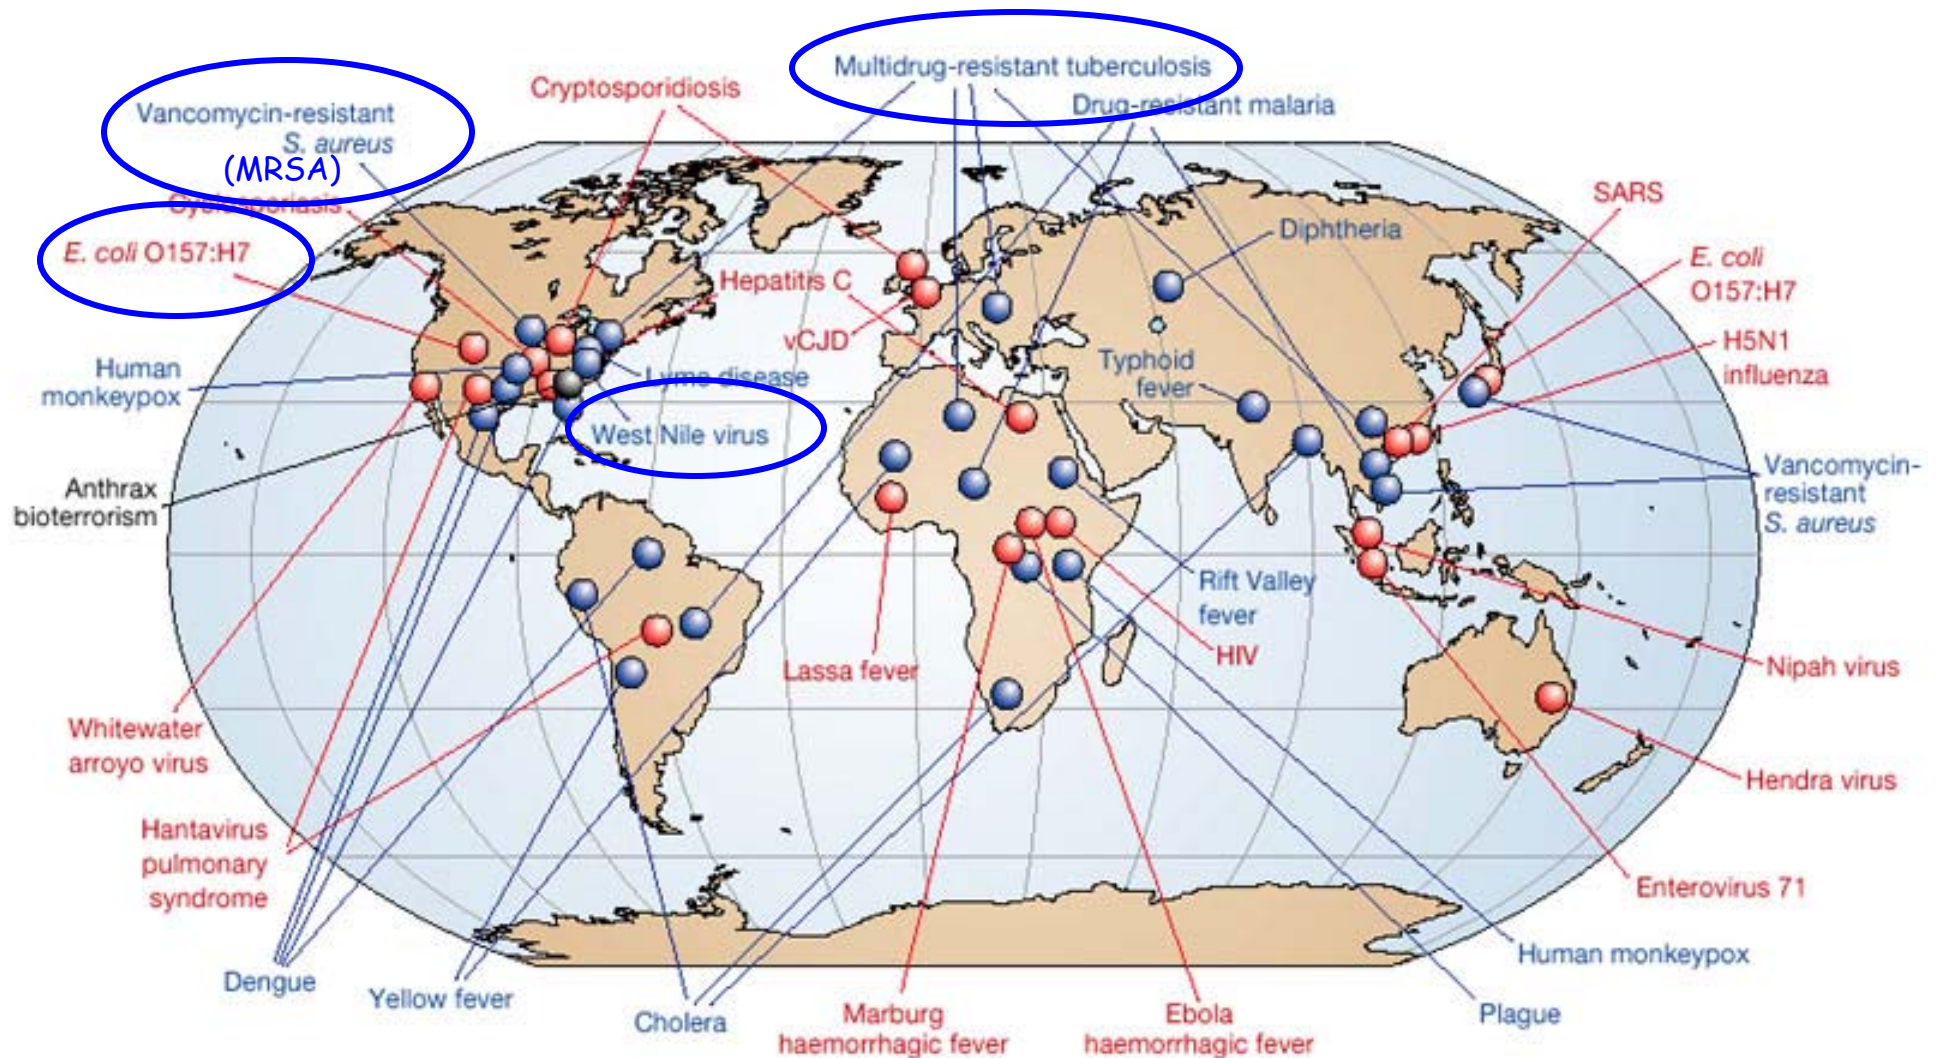 Multidrug-resistant tuberculosis
Cryptosporidiosis
Drug-resistant malaria
Vancomycin-resistant
S. aureus
(MRSA)
Cyclosporiasis
SARS
E. coli O157:H7
Diphtheria
E. coli
O157:H7
Hepatitis C
vCJD
H5N1
influenza
Human
monkeypox
Lyme disease
Typhoid
fever
West Nile virus
Anthrax
bioterrorism
Vancomycin-
resistant
S. aureus
Rift Valley
fever
HIV
Lassa fever
Nipah virus
Whitewater
arroyo virus
Hendra virus
Hantavirus
pulmonary
syndrome
Enterovirus 71
Human monkeypox
Dengue
Yellow fever
Cholera
Marburg
haemorrhagic fever
Ebola
haemorrhagic fever
Plague